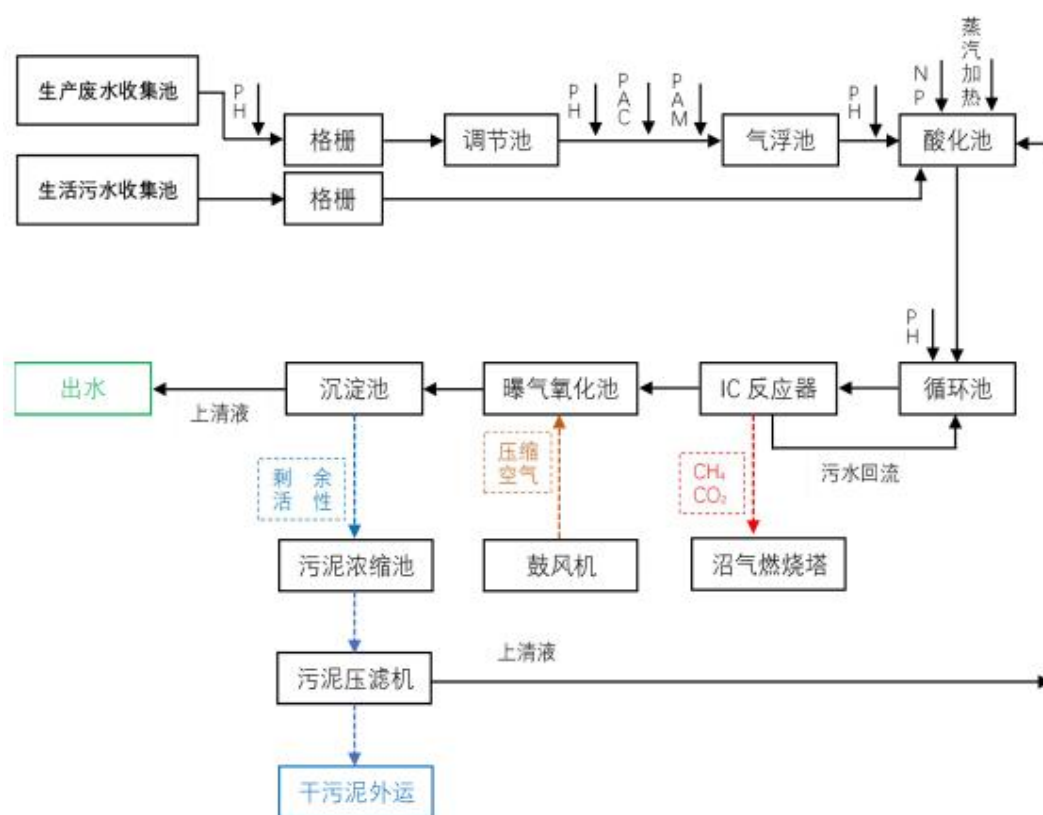 蒸汽加热
NP
PH
PH
PAC
PAM
PH
生产废水收集池
格栅
调节池
气浮池
酸化池
生活污水收集池
格栅
PH
出水
沉淀池
曝气氧化池
IC 反应器
循环池
上清液
污水回流
剩 余
活 性
压缩
空气
CH₄
CO₂
污泥浓缩池
鼓风机
沼气燃烧塔
上清液
污泥压滤机
干污泥外运